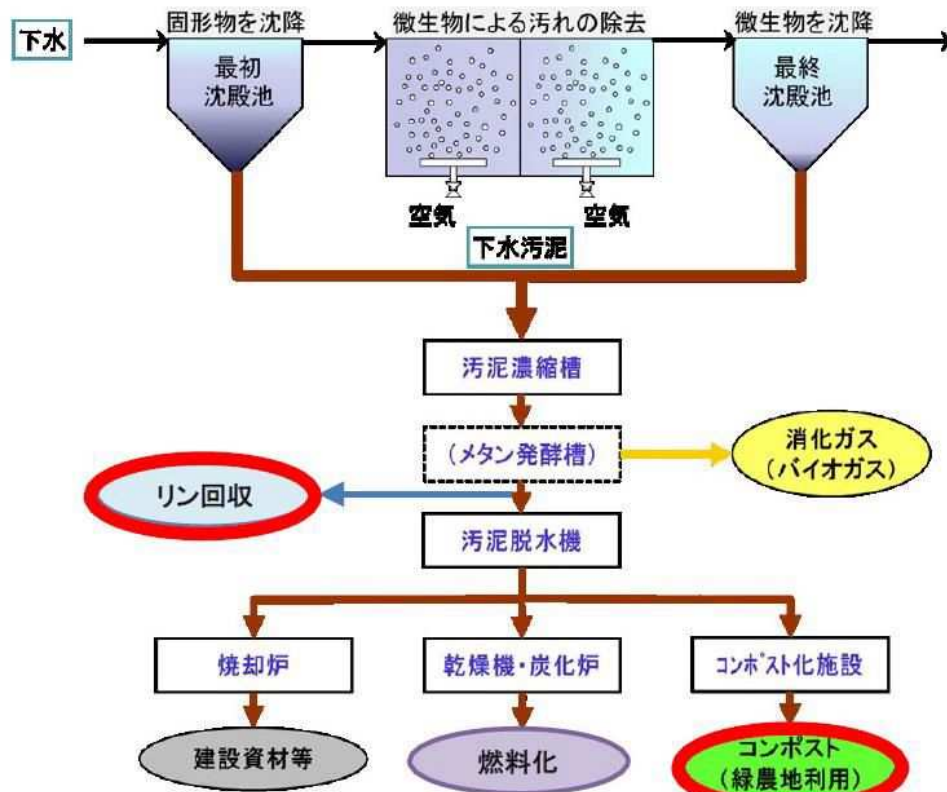 固形物を沈降
微生物による汚れの除去
微生物を沈降
下水
最初
沈殿池
最終
沈殿池
空気
空気
下水汚泥
汚泥濃縮槽
(メタン発酵槽)
消化ガス
(バイオガス)
リン回収
汚泥脱水機
焼却炉
乾燥機・炭化炉
コンポスト化施設
建設資材等
燃料化
コンポスト
(緑農地利用)